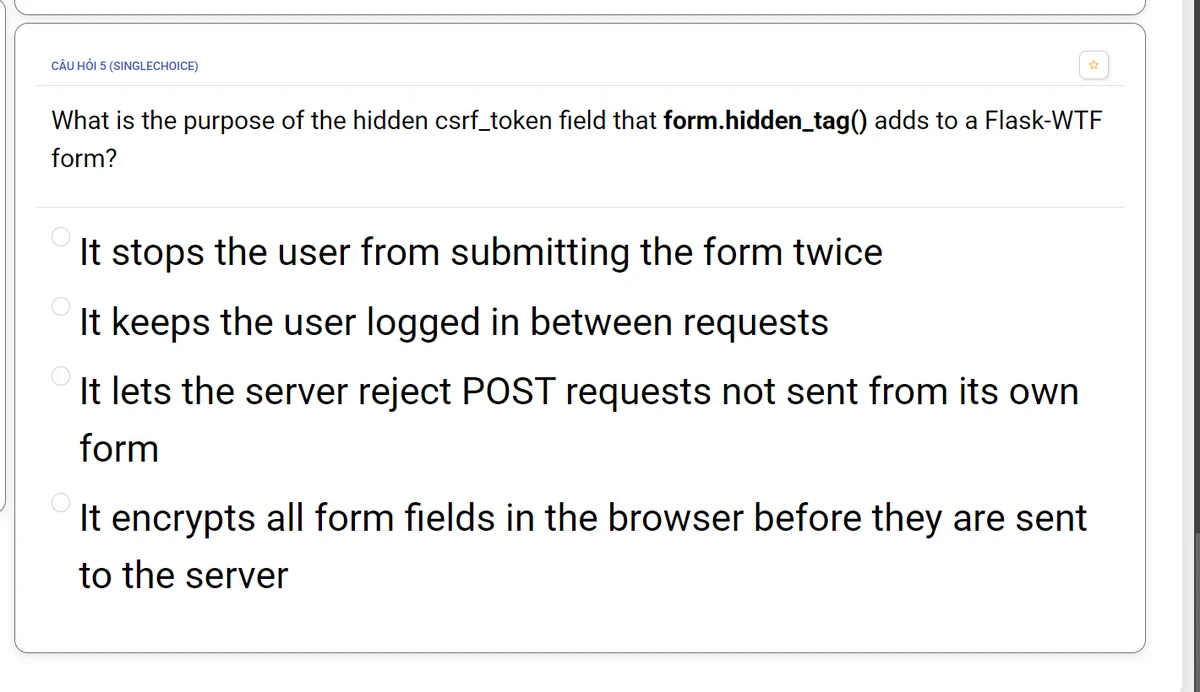 CÂU HỎI 5 (SINGLECHOICE)
What is the purpose of the hidden csrf_token field that form.hidden_tag() adds to a Flask-WTF
form?
It stops the user from submitting the form twice
It keeps the user logged in between requests
It lets the server reject POST requests not sent from its own
form
It encrypts all form fields in the browser before they are sent
to the server